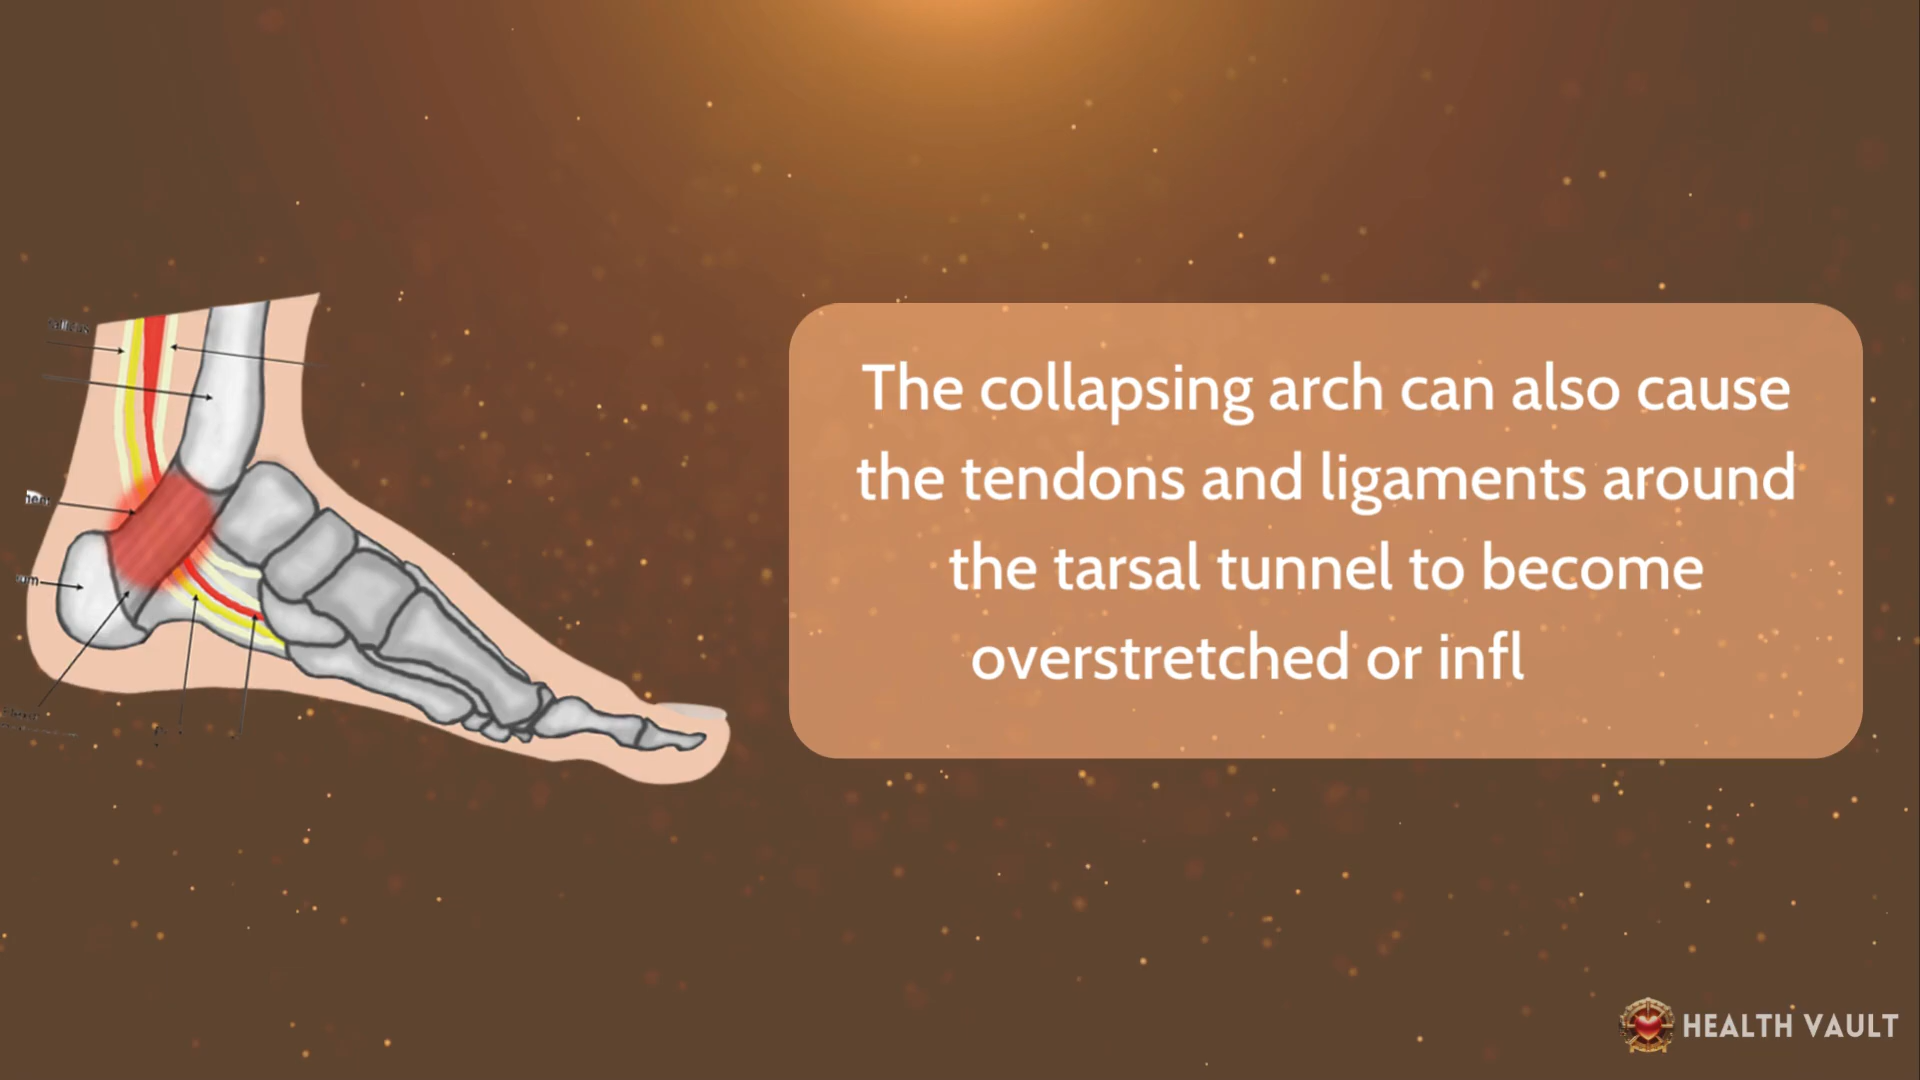 The collapsing arch can also cause
the tendons and ligaments around
the tarsal tunnel to become
overstretched or infl
HEALTH VAULT